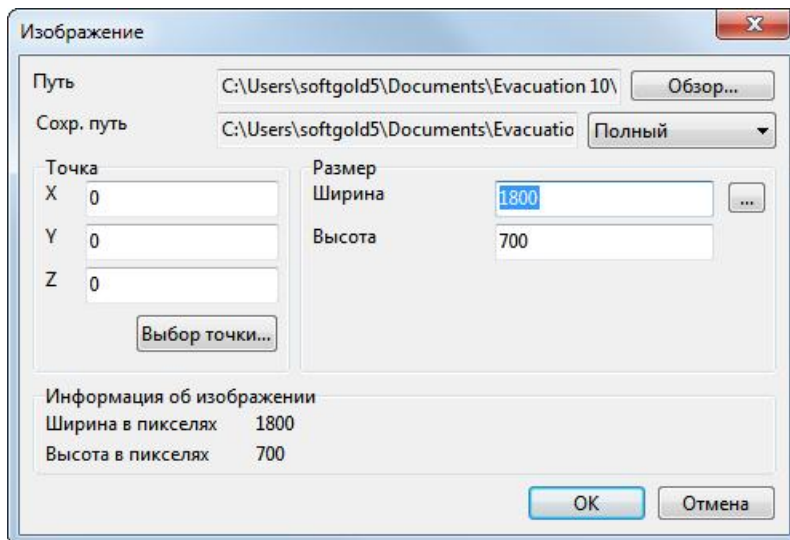 Изображение
Путь C:\Users\softgold5\Documents\Evacuation 10\ Обзор...
Сохр. путь C:\Users\softgold5\Documents\Evacuatio Полный
Точка Размер
X 0 Ширина 1800 ...
Y 0 Высота 700
Z 0
Выбор точки...
Информация об изображении
Ширина в пикселях 1800
Высота в пикселях 700
OK Отмена